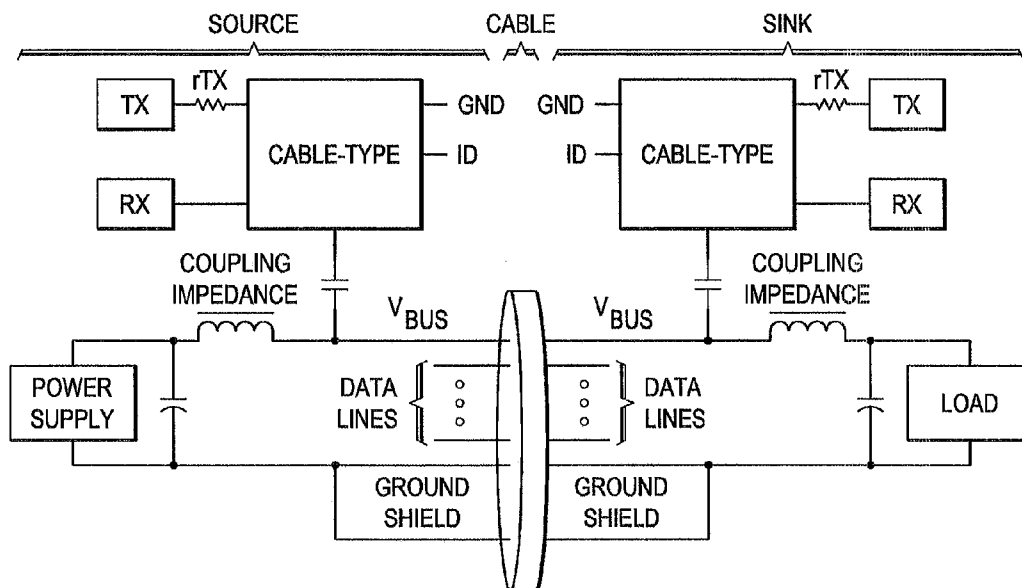 SOURCE
CABLE
SINK
rTX
rTX
TX
CABLE-TYPE
GND
GND
CABLE-TYPE
TX
ID
ID
RX
RX
COUPLING
IMPEDANCE
COUPLING
IMPEDANCE
VBUS
VBUS
POWER
SUPPLY
DATA
LINES
DATA
LINES
LOAD
GROUND
SHIELD
GROUND
SHIELD